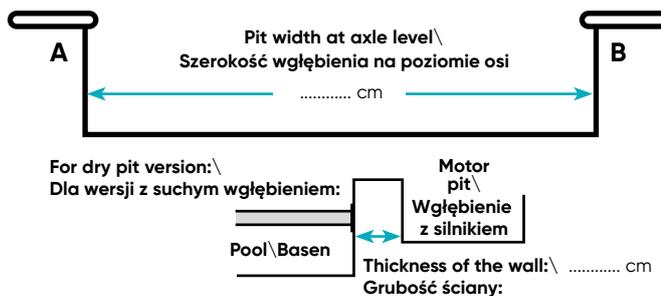 Pit width at axle level\
Szerokość wgłębienia na poziomie osi
A
B
............ cm
For dry pit version:\
Dla wersji z suchym wgłębieniem:
Motor
pit\
Wgłębienie
z silnikiem
Pool\Basen
Thickness of the wall:\ ............ cm
Grubość ściany: